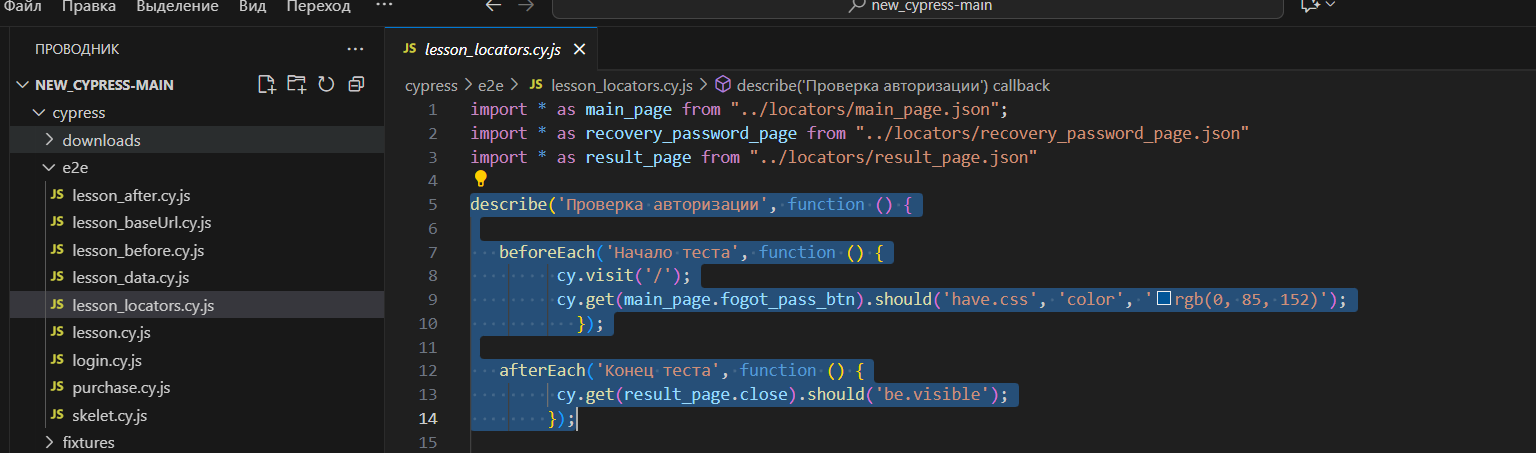 Файл Правка Выделение Вид Переход ··· new_cypress-main
ПРОВОДНИК ···
JS lesson_locators.cy.js
NEW_CYPRESS-MAIN
cypress
downloads
e2e
JS lesson_after.cy.js
JS lesson_baseUrl.cy.js
JS lesson_before.cy.js
JS lesson_data.cy.js
JS lesson_locators.cy.js
JS lesson.cy.js
JS login.cy.js
JS purchase.cy.js
JS skelet.cy.js
fixtures
cypress > e2e > JS lesson_locators.cy.js > describe('Проверка авторизации') callback
1 import * as main_page from "../locators/main_page.json";
2 import * as recovery_password_page from "../locators/recovery_password_page.json"
3 import * as result_page from "../locators/result_page.json"
4
5 describe('Проверка авторизации', function () {
6
7 beforeEach('Начало теста', function () {
8 cy.visit('/');
9 cy.get(main_page.fogot_pass_btn).should('have.css', 'color', 'rgb(0, 85, 152)');
10 });
11
12 afterEach('Конец теста', function () {
13 cy.get(result_page.close).should('be.visible');
14 });
15